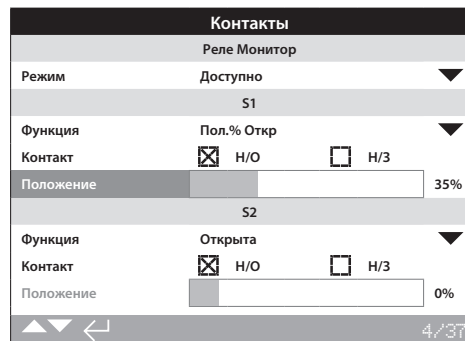 Контакты
Реле Монитор
Режим Доступно
S1
Функция Пол.% Откр
Контакт Н/О Н/З
Положение 35%
S2
Функция Открыта
Контакт Н/О Н/З
Положение 0%
4/37